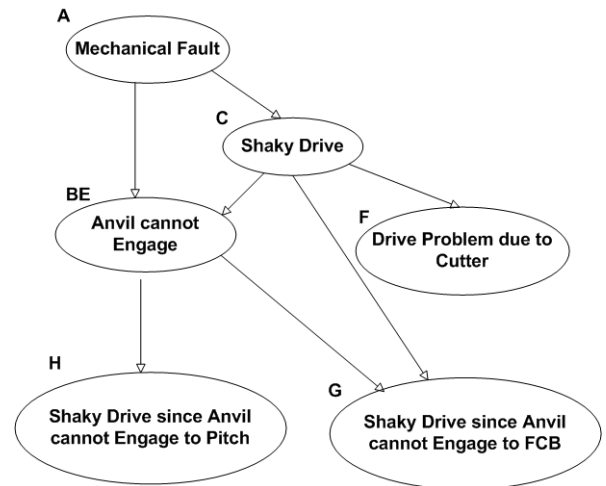 A
Mechanical Fault
C
Shaky Drive
BE
Anvil cannot
Engage
F
Drive Problem due to
Cutter
H
Shaky Drive since Anvil
cannot Engage to Pitch
G
Shaky Drive since Anvil
cannot Engage to FCB